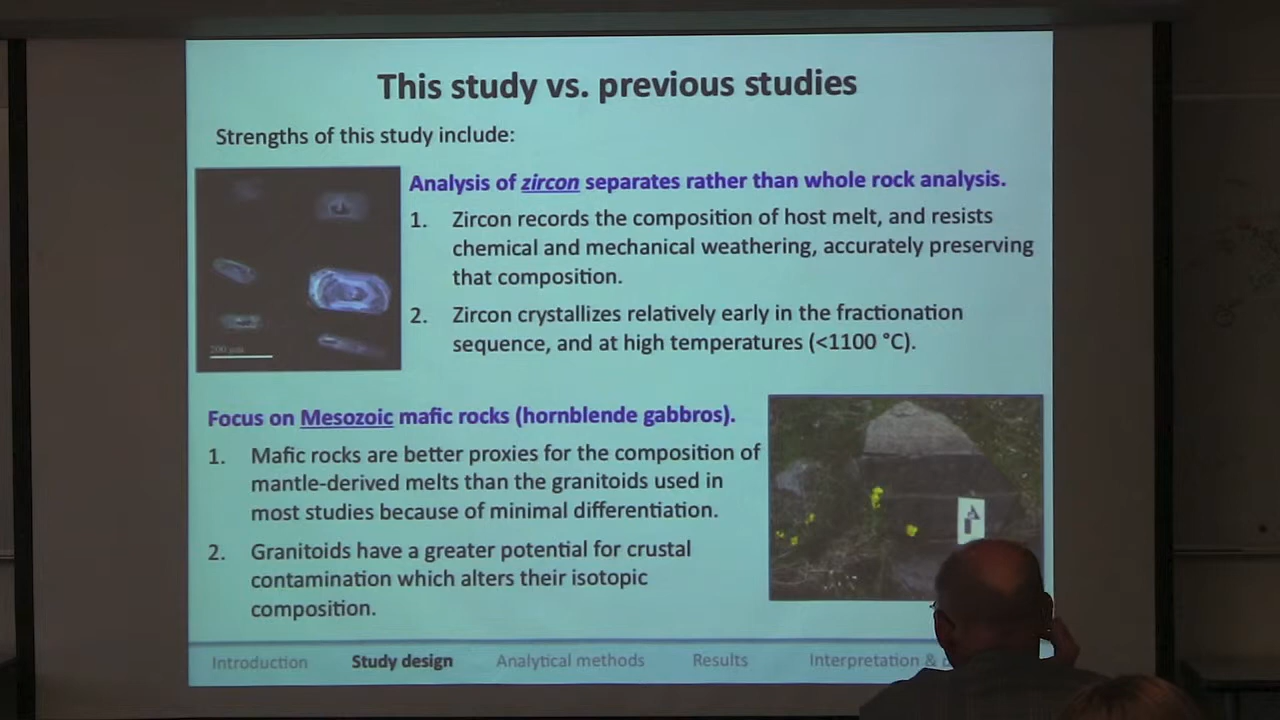 This study vs. previous studies
Strengths of this study include:
Analysis of zircon separates rather than whole rock analysis.
1. Zircon records the composition of host melt, and resists
chemical and mechanical weathering, accurately preserving
that composition.
2. Zircon crystallizes relatively early in the fractionation
sequence, and at high temperatures (<1100 °C).
200 µm
Focus on Mesozoic mafic rocks (hornblende gabbros).
1. Mafic rocks are better proxies for the composition of
mantle-derived melts than the granitoids used in
most studies because of minimal differentiation.
2. Granitoids have a greater potential for crustal
contamination which alters their isotopic
composition.
Introduction Study design Analytical methods Results Interpretation &